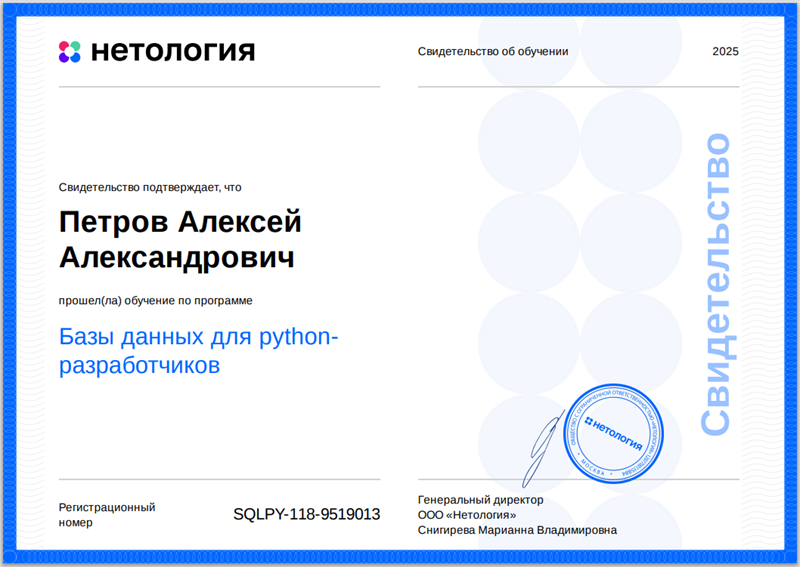 нетология
Свидетельство об обучении
2025
Свидетельство подтверждает, что
Петров Алексей
Александрович
прошел(ла) обучение по программе
Базы данных для python-
разработчиков
Свидетельство
ОБЩЕСТВО С ОГРАНИЧЕННОЙ ОТВЕТСТВЕННОСТЬЮ «НЕТОЛОГИЯ»
нетология
МОСКВА
Регистрационный
номер
SQLPY-118-9519013
Генеральный директор
ООО «Нетология»
Снигирева Марианна Владимировна